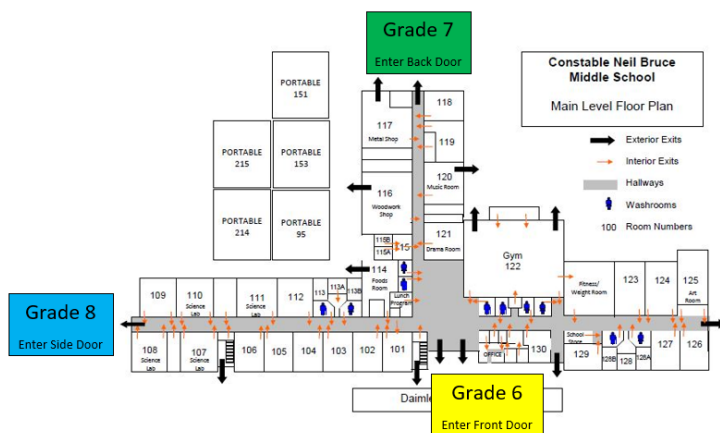 Grade 7
Enter Back Door
Constable Neil Bruce
Middle School
Main Level Floor Plan
Exterior Exits
Interior Exits
Hallways
Washrooms
100 Room Numbers
PORTABLE
151
PORTABLE
215
PORTABLE
153
PORTABLE
214
PORTABLE
95
117
Metal Shop
118
119
116
Woodwork
Shop
120
Music Room
121
Drama Room
115B
115A
15
114
Foods
Room
Lunch
Gym
122
Fitness/
Weight Room
123
124
125
Art
Room
109
110
Science
Lab
111
Science
Lab
112
113
113A
113B
Grade 8
Enter Side Door
108
Science
Lab
107
Science
Lab
106
105
104
103
102
101
OFFICE
130
School
Store
129
128B
128
128A
127
126
Daimle
Grade 6
Enter Front Door